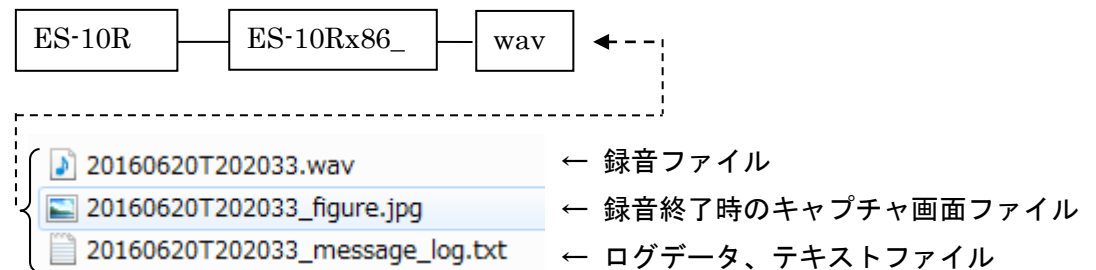 ES-10R ES-10Rx86_ wav
20160620T202033.wav ← 録音ファイル
20160620T202033_figure.jpg ← 録音終了時のキャプチャ画面ファイル
20160620T202033_message_log.txt ← ログデータ、テキストファイル